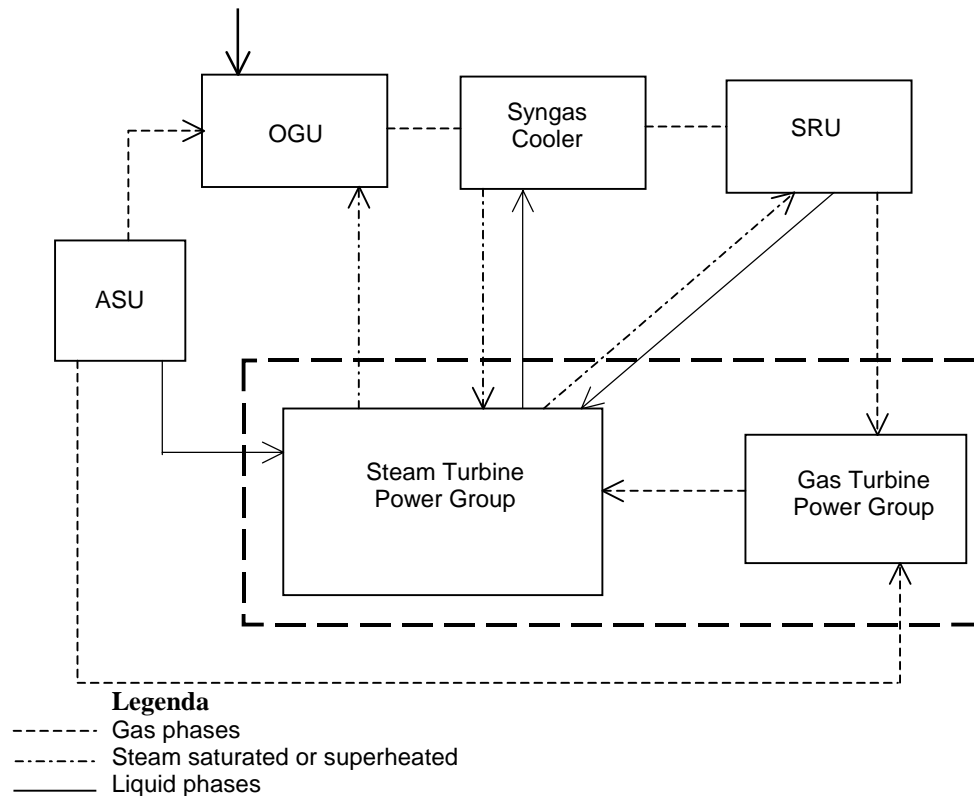 OGU
Syngas
Cooler
SRU
ASU
Steam Turbine
Power Group
Gas Turbine
Power Group
Legenda
Gas phases
Steam saturated or superheated
Liquid phases